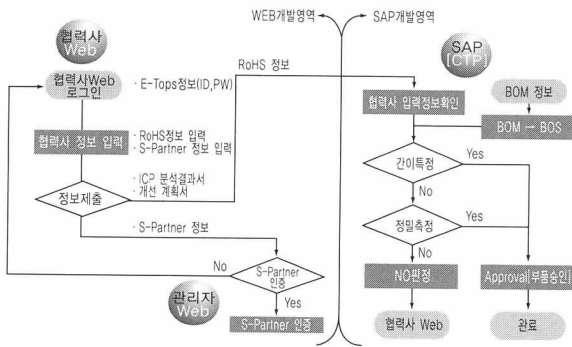 WEB개발영역
SAP개발영역
협력사
Web
SAP
[CTP]
RoHS 정보
협력사Web
로그인
· E-Tops정보(ID,PW)
협력사 입력정보확인
BOM 정보
협력사 정보 입력
· RoHS정보 입력
· S-Partner 정보 입력
BOM — BOS
간이특정
Yes
No
정보제출
· ICP 분석결과서
· 개선 계획서
정밀측정
Yes
No
· S-Partner 정보
No
S-Partner
인증
NO판정
Approval[부품승인]
관리자
Web
Yes
S-Partner 인증
협력사 Web
완료